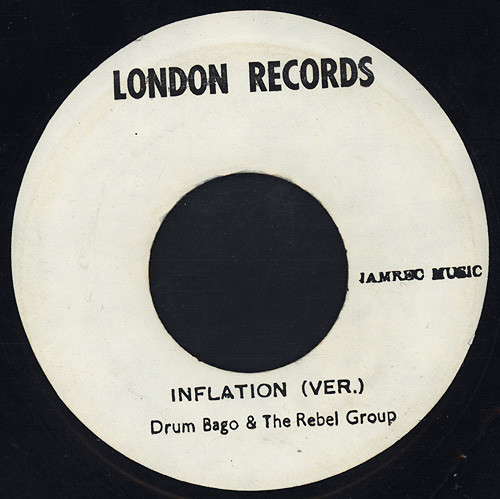 LONDON RECORDS
JAMREC MUSIC
INFLATION (VER.)
Drum Bago & The Rebel Group